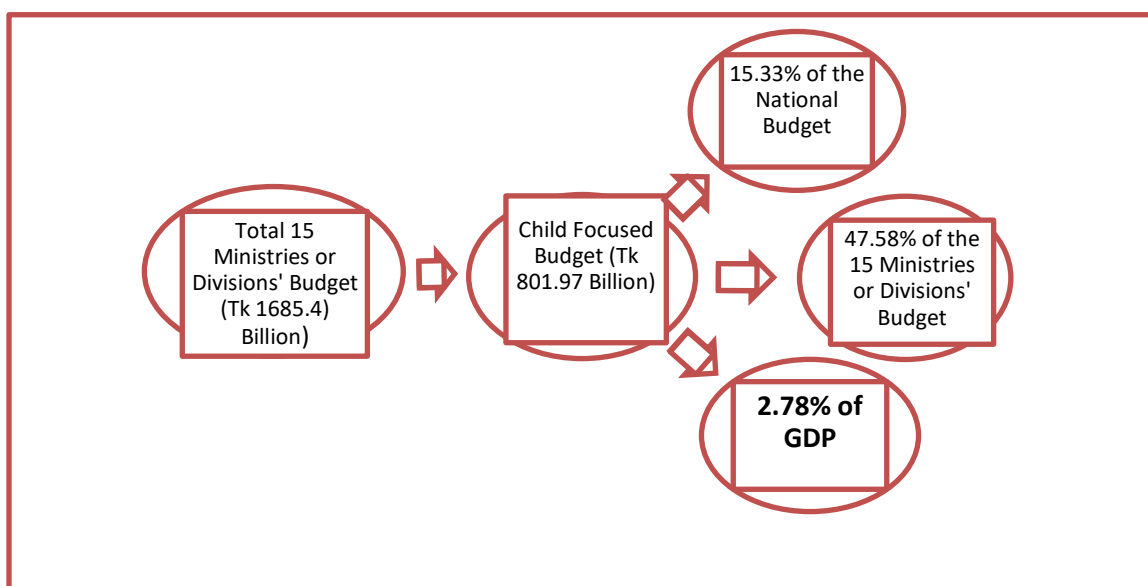 15.33% of the
National
Budget
Total 15
Ministries or
Divisions' Budget
(Tk 1685.4)
Billion)
Child Focused
Budget (Tk
801.97 Billion)
47.58% of the
15 Ministries
or Divisions'
Budget
2.78% of
GDP